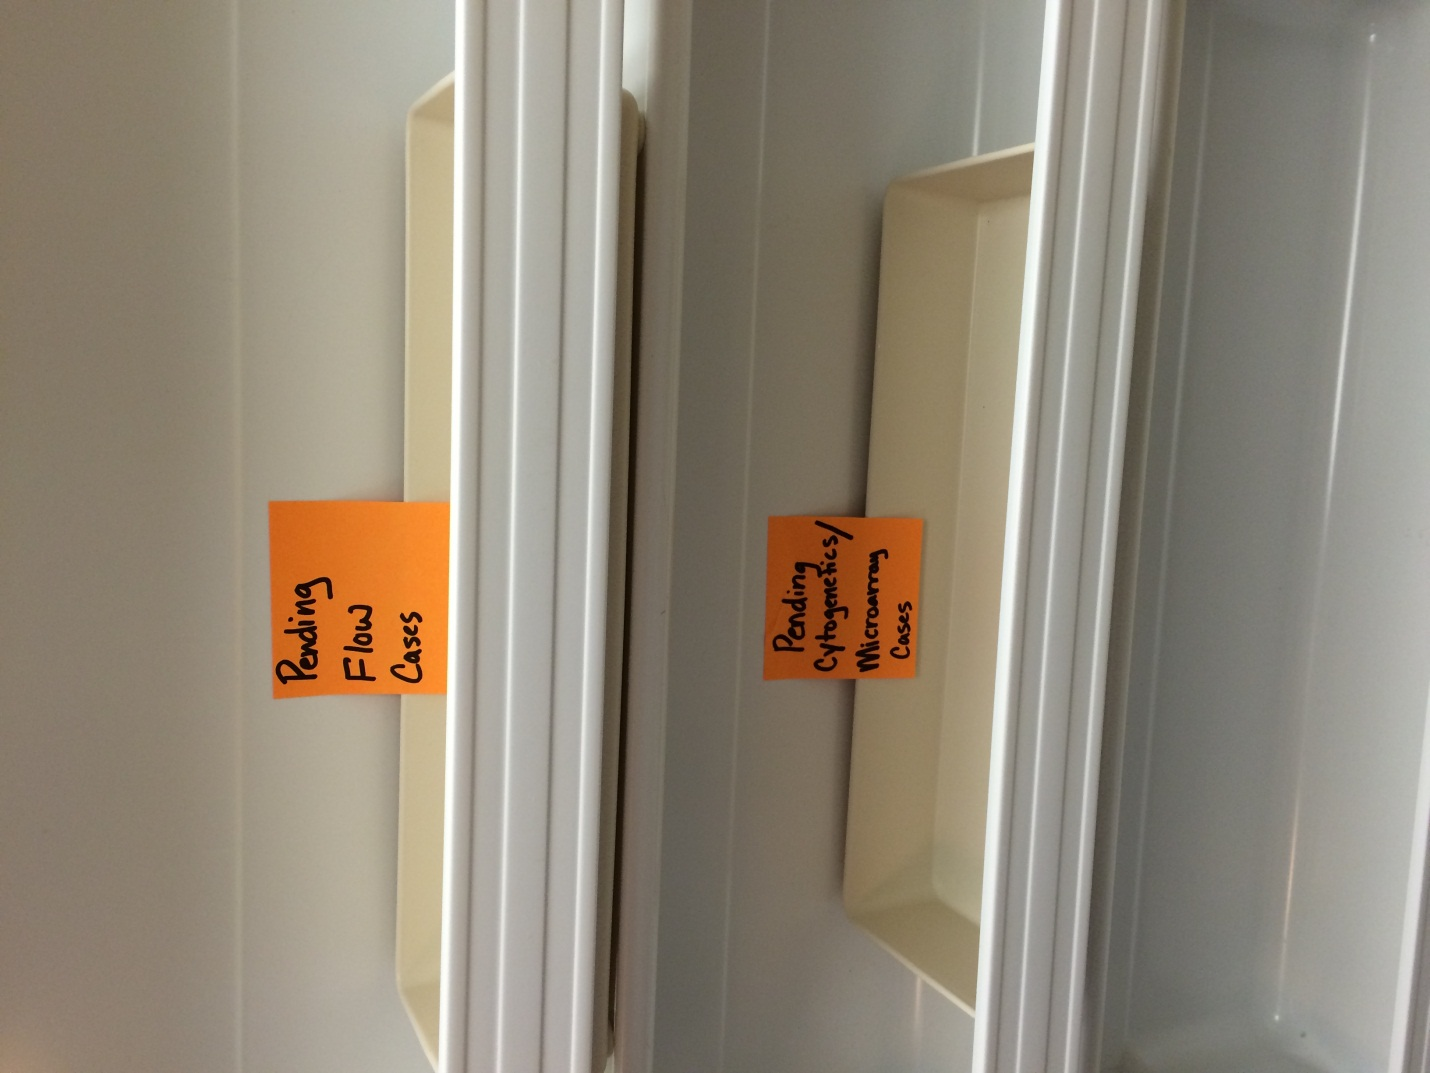 Pending
Flow
Cases
Pending
Cytogenetics/
Microarray
Cases